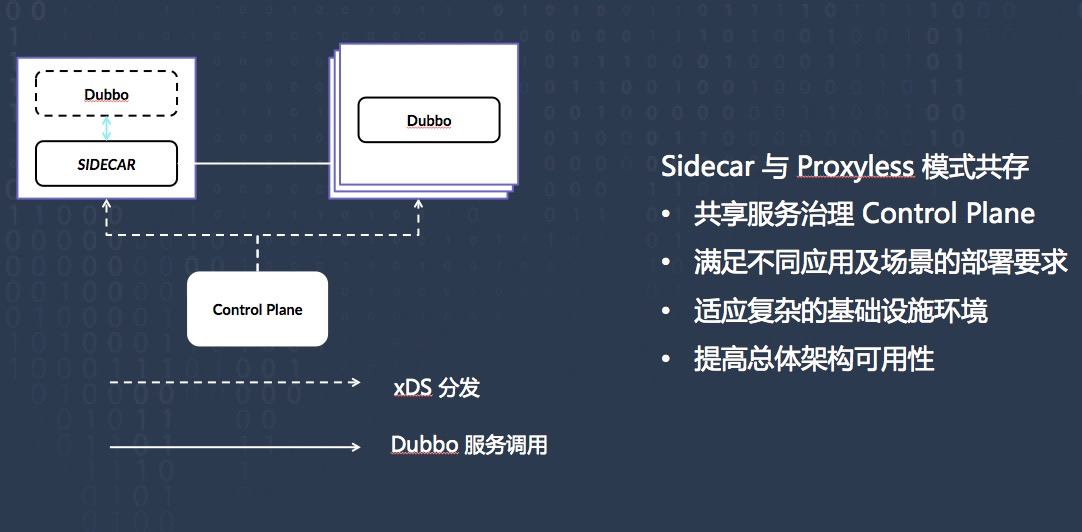 Dubbo
SIDECAR
Dubbo
Control Plane
xDS 分发
Dubbo 服务调用
Sidecar 与 Proxyless 模式共存
• 共享服务治理 Control Plane
• 满足不同应用及场景的部署要求
• 适应复杂的基础设施环境
• 提高总体架构可用性